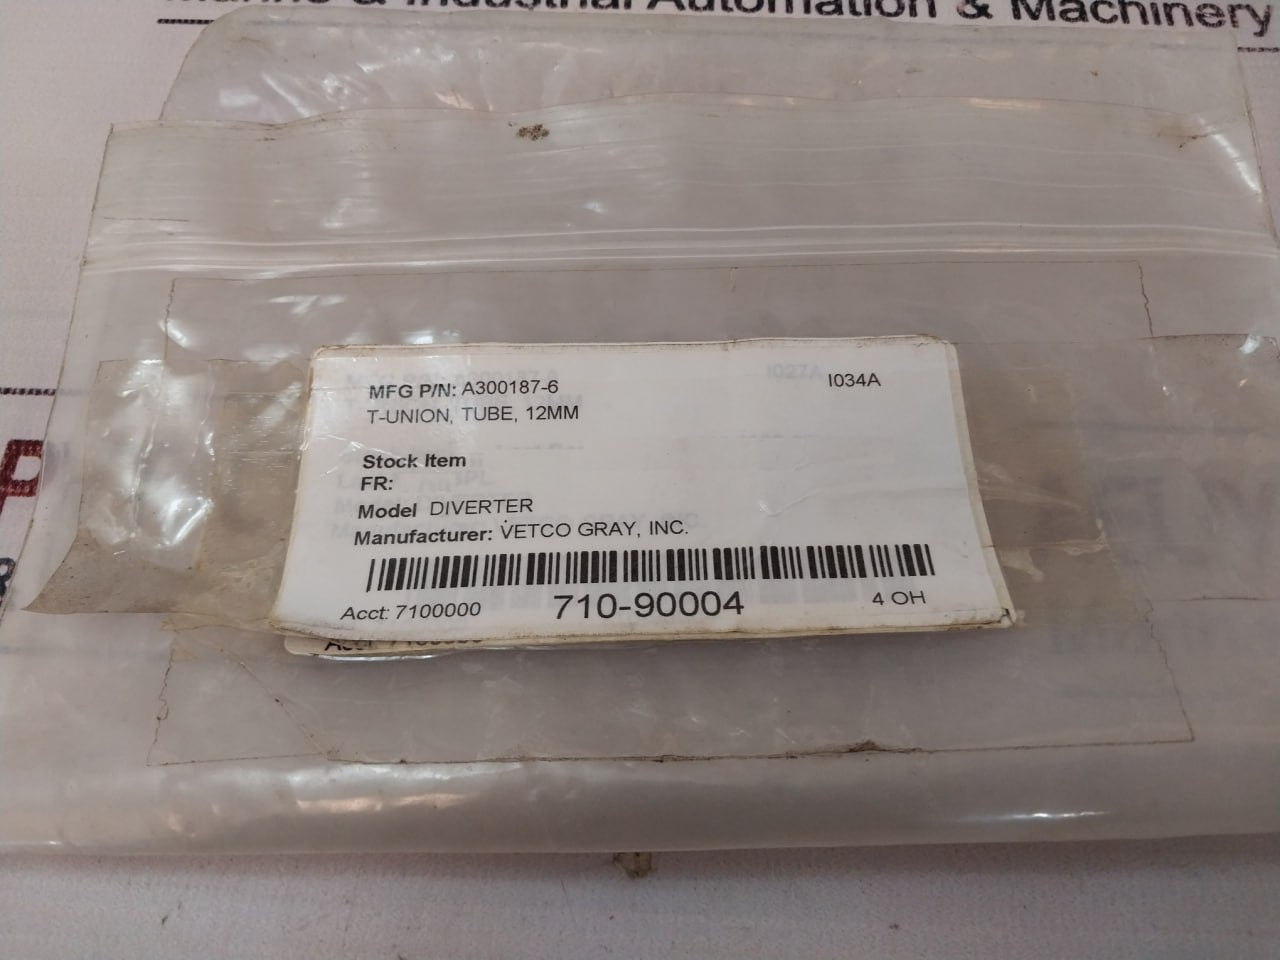 Marine & Industrial Automation & Machinery
MFG P/N: A300187-6
I027A
I034A
T-UNION, TUBE, 12MM
Stock Item
FR:
Model DIVERTER
Manufacturer: VETCO GRAY, INC.
Acct: 7100000
710-90004
4 OH
P
&